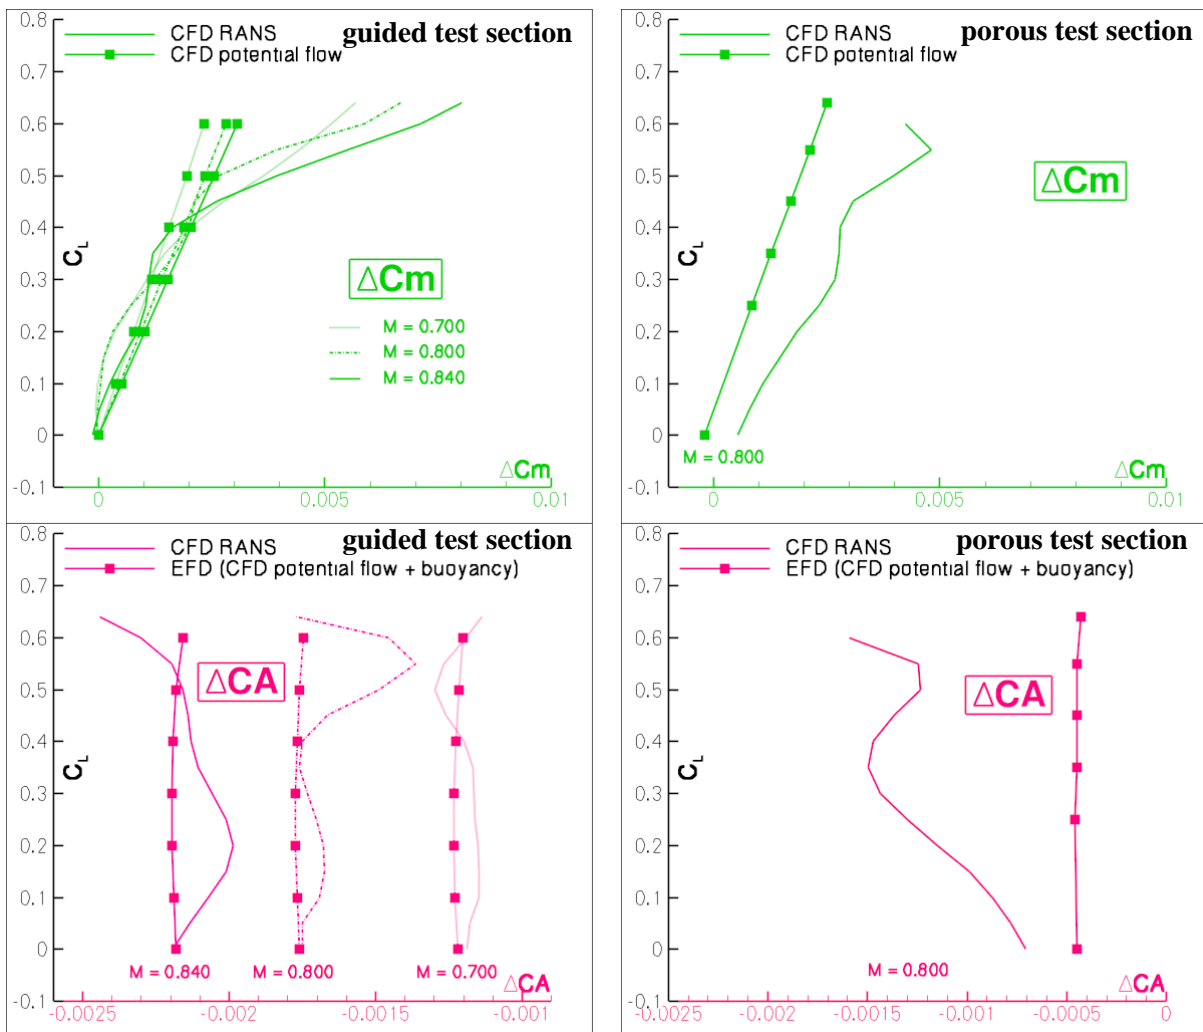 guided test section
CFD RANS
CFD potential flow
0.8
0.7
0.6
0.5
0.4
0.3
0.2
0.1
0
-0.1
C_L
ΔCm
M = 0.700
M = 0.800
M = 0.840
ΔCm
0
0.005
0.01
porous test section
CFD RANS
CFD potential flow
0.8
0.7
0.6
0.5
0.4
0.3
0.2
0.1
0
-0.1
C_L
ΔCm
M = 0.800
ΔCm
0
0.005
0.01
guided test section
CFD RANS
EFD (CFD potential flow + buoyancy)
0.8
0.7
0.6
0.5
0.4
0.3
0.2
0.1
0
-0.1
C_L
ΔCA
M = 0.840
M = 0.800
M = 0.700
ΔCA
-0.0025
-0.002
-0.0015
-0.001
porous test section
CFD RANS
EFD (CFD potential flow + buoyancy)
0.8
0.7
0.6
0.5
0.4
0.3
0.2
0.1
0
-0.1
C_L
ΔCA
M = 0.800
ΔCA
-0.0025
-0.002
-0.0015
-0.001
-0.0005
0